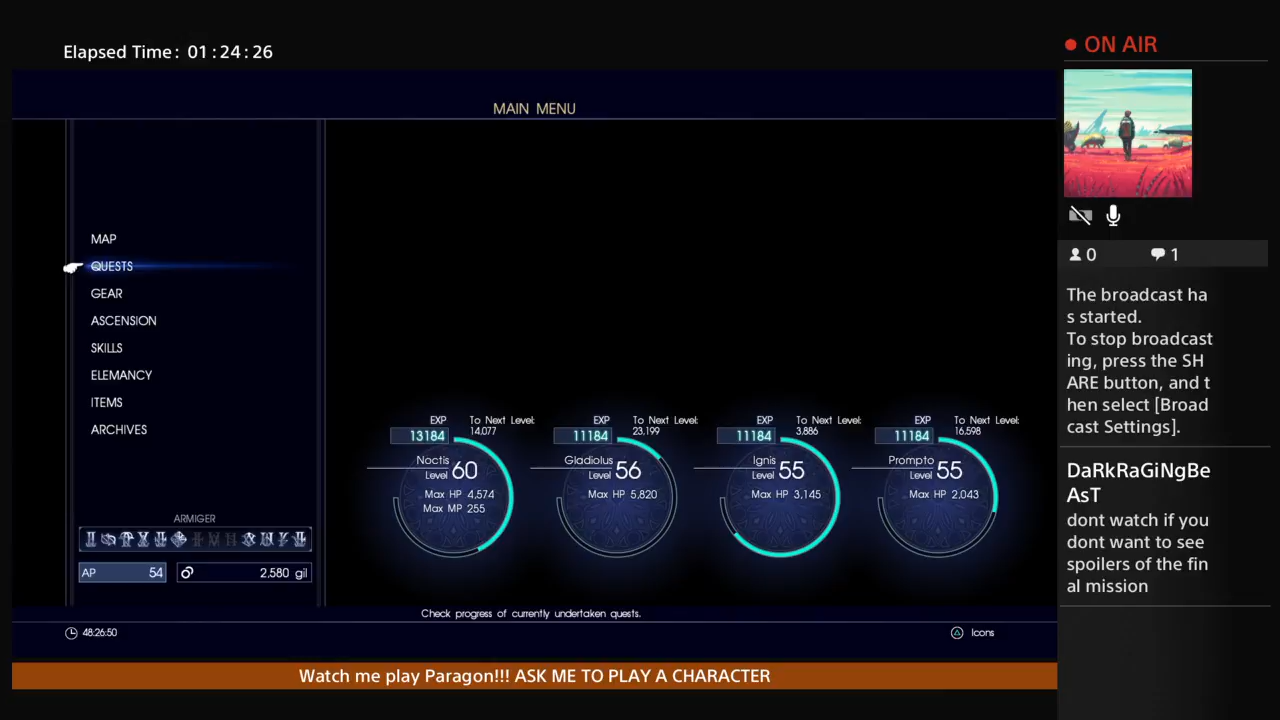 Elapsed Time: 01:24:26
ON AIR
MAIN MENU
MAP
QUESTS
GEAR
ASCENSION
SKILLS
ELEMANCY
ITEMS
ARCHIVES
ARMIGER
AP 54
2,580 gil
EXP To Next Level:
13184 14,077
Noctis
Level 60
Max HP 4,574
Max MP 255
EXP To Next Level:
11184 23,199
Gladiolus
Level 56
Max HP 5,820
EXP To Next Level:
11184 3,886
Ignis
Level 55
Max HP 3,145
EXP To Next Level:
11184 16,598
Prompto
Level 55
Max HP 2,043
Check progress of currently undertaken quests.
48:26:50
Icons
Watch me play Paragon!!! ASK ME TO PLAY A CHARACTER
0 1
The broadcast ha
s started.
To stop broadcast
ing, press the SH
ARE button, and t
hen select [Broad
cast Settings].
DaRkRaGiNgBe
AsT
dont watch if you
dont want to see
spoilers of the fin
al mission